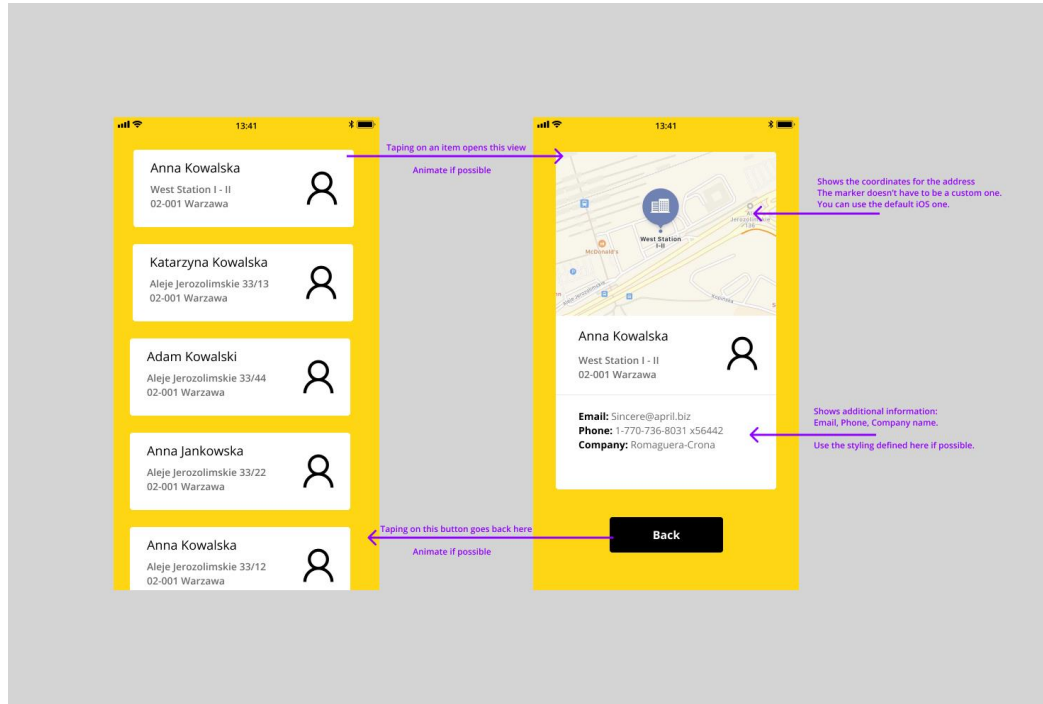 13:41
Anna Kowalska
West Station I - II
02-001 Warzawa
Katarzyna Kowalska
Aleje Jerozolimskie 33/13
02-001 Warzawa
Adam Kowalski
Aleje Jerozolimskie 33/44
02-001 Warzawa
Anna Jankowska
Aleje Jerozolimskie 33/22
02-001 Warzawa
Anna Kowalska
Aleje Jerozolimskie 33/12
02-001 Warzawa
Taping on an item opens this view
Animate if possible
Taping on this button goes back here
Animate if possible
13:41
McDonald's
West Station
I-II
Jerozolimskie
Aleje Jerozolimskie
Anna Kowalska
West Station I - II
02-001 Warzawa
Email: Sincere@april.biz
Phone: 1-770-736-8031 x56442
Company: Romaguera-Crona
Back
Shows the coordinates for the address
The marker doesn't have to be a custom one.
You can use the default iOS one.
Shows additional information:
Email, Phone, Company name.
Use the styling defined here if possible.